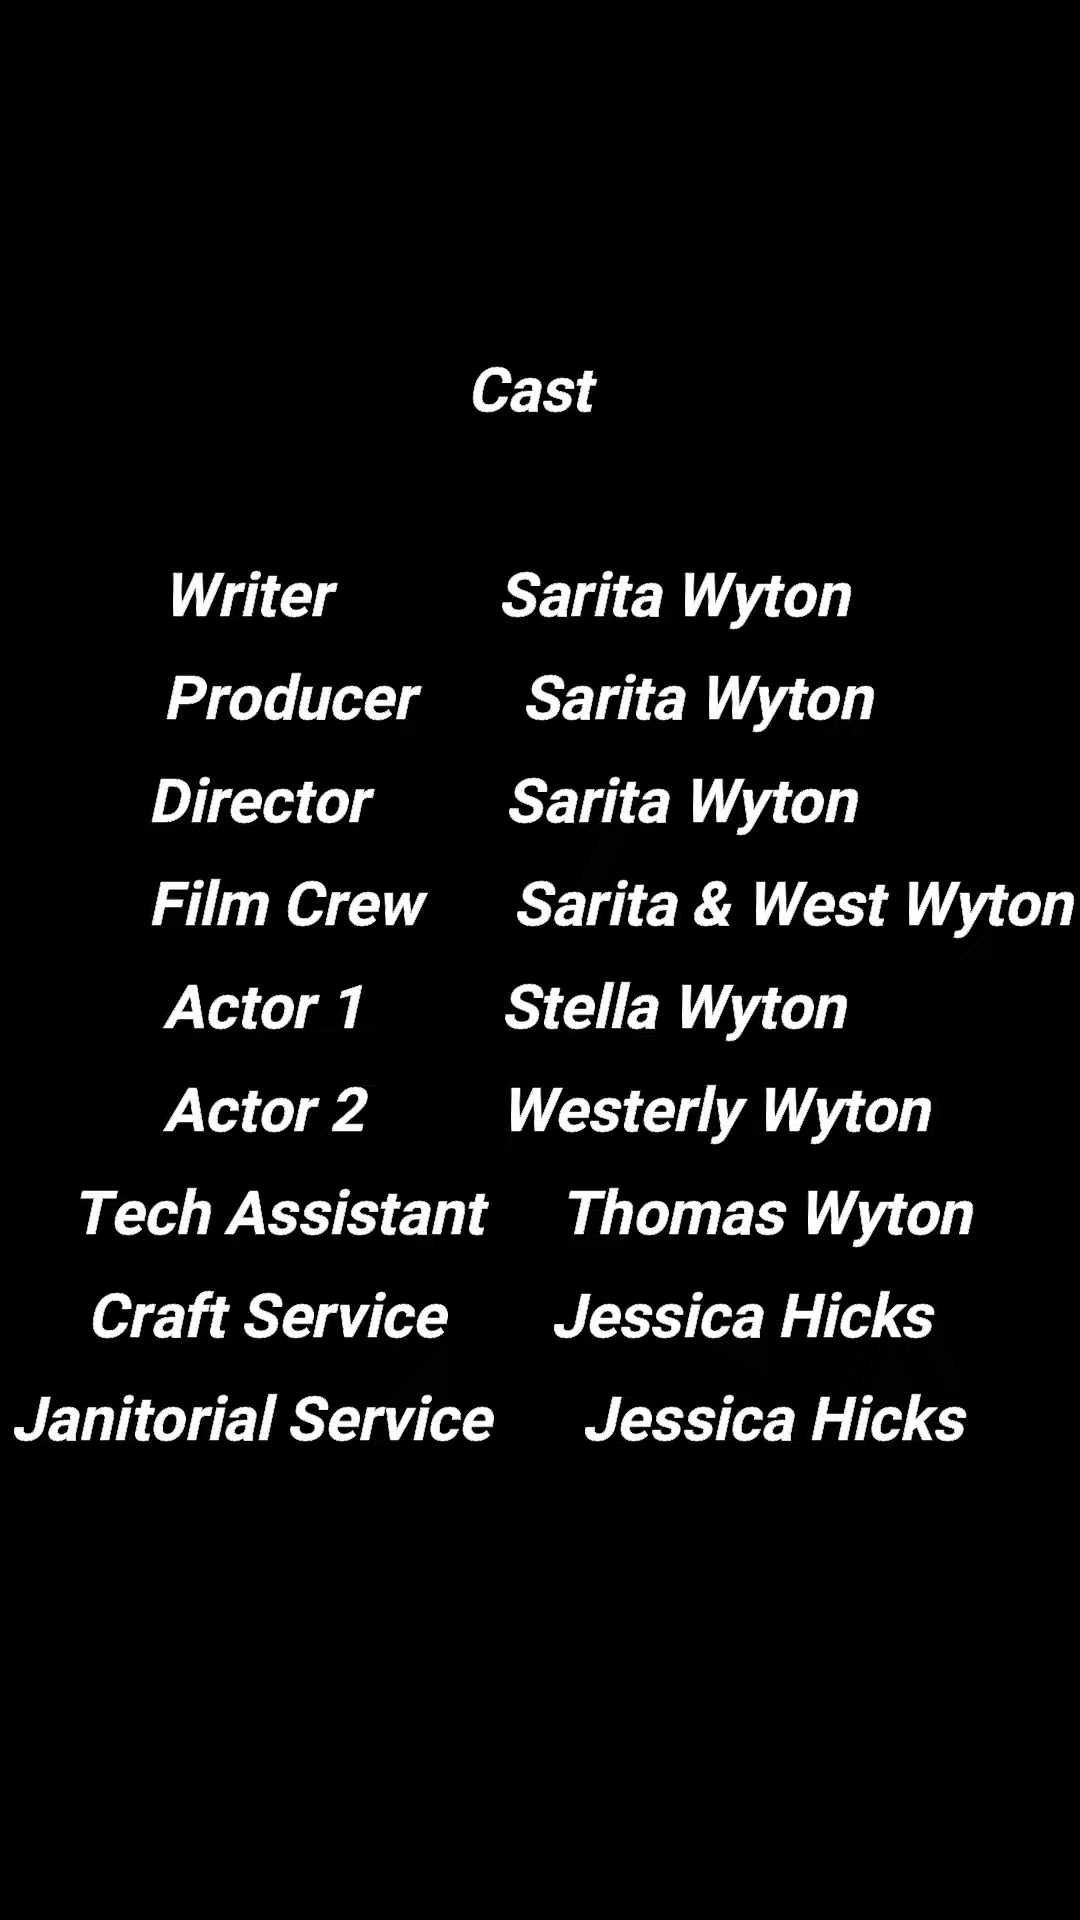 Cast
Writer Sarita Wyton
Producer Sarita Wyton
Director Sarita Wyton
Film Crew Sarita & West Wyton
Actor 1 Stella Wyton
Actor 2 Westerly Wyton
Tech Assistant Thomas Wyton
Craft Service Jessica Hicks
Janitorial Service Jessica Hicks